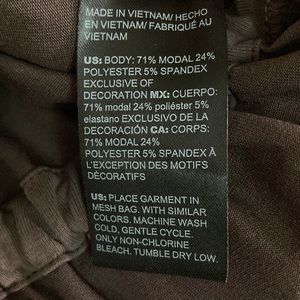 MADE IN VIETNAM/ HECHO
EN VIETNAM/ FABRIQUÉ AU
VIETNAM
US: BODY: 71% MODAL 24%
POLYESTER 5% SPANDEX
EXCLUSIVE OF
DECORATION MX: CUERPO:
71% modal 24% poliéster 5%
elastano EXCLUSIVO DE LA
DECORACIÓN CA: CORPS:
71% MODAL 24%
POLYESTER 5% SPANDEX À
L'EXCEPTION DES MOTIFS
DÉCORATIFS
US: PLACE GARMENT IN
MESH BAG. WITH SIMILAR
COLORS. MACHINE WASH
COLD, GENTLE CYCLE.
ONLY NON-CHLORINE
BLEACH. TUMBLE DRY LOW.